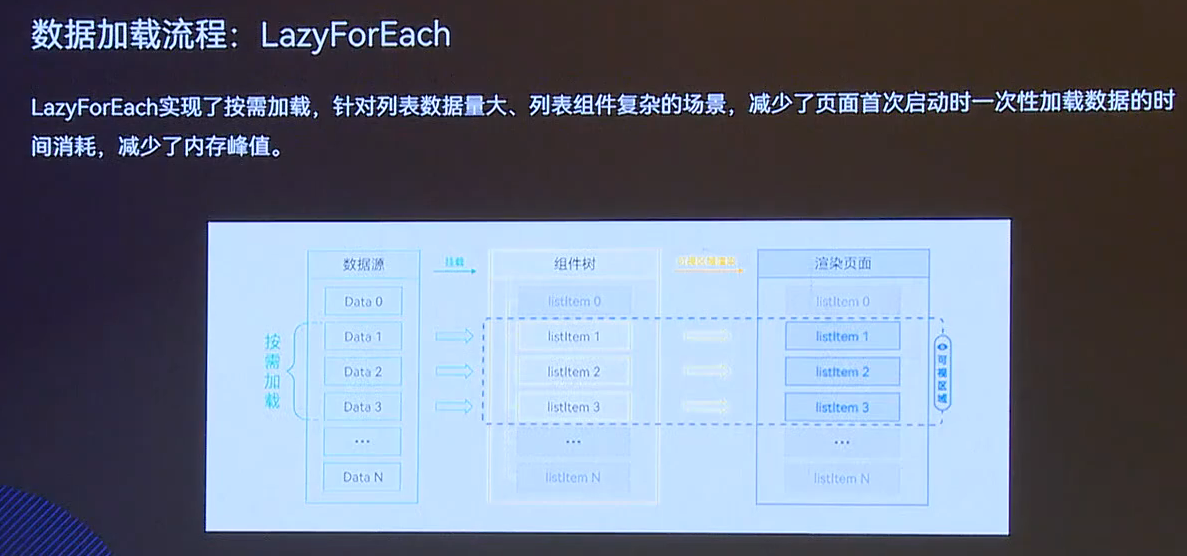 数据加载流程：LazyForEach
LazyForEach实现了按需加载，针对列表数据量大、列表组件复杂的场景，减少了页面首次启动时一次性加载数据的时
间消耗，减少了内存峰值。
数据源
挂载
组件树
可视区域渲染
渲染页面
Data 0
listItem 0
listItem 0
Data 1
listItem 1
listItem 1
按需加载
Data 2
listItem 2
listItem 2
可视区域
Data 3
listItem 3
listItem 3
...
...
...
Data N
listItem N
listItem N